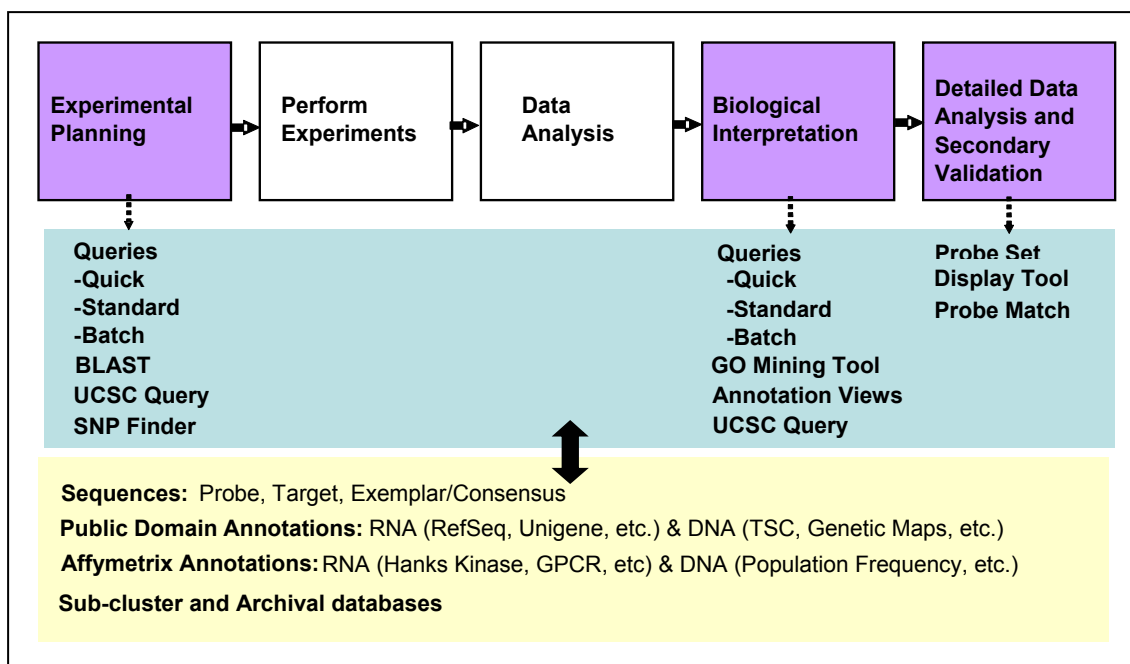 Experimental
Planning
Perform
Experiments
Data
Analysis
Biological
Interpretation
Detailed Data
Analysis and
Secondary
Validation
Queries
-Quick
-Standard
-Batch
BLAST
UCSC Query
SNP Finder
Queries
-Quick
-Standard
-Batch
GO Mining Tool
Annotation Views
UCSC Query
Probe Set
Display Tool
Probe Match
Sequences: Probe, Target, Exemplar/Consensus
Public Domain Annotations: RNA (RefSeq, Unigene, etc.) & DNA (TSC, Genetic Maps, etc.)
Affymetrix Annotations: RNA (Hanks Kinase, GPCR, etc) & DNA (Population Frequency, etc.)
Sub-cluster and Archival databases